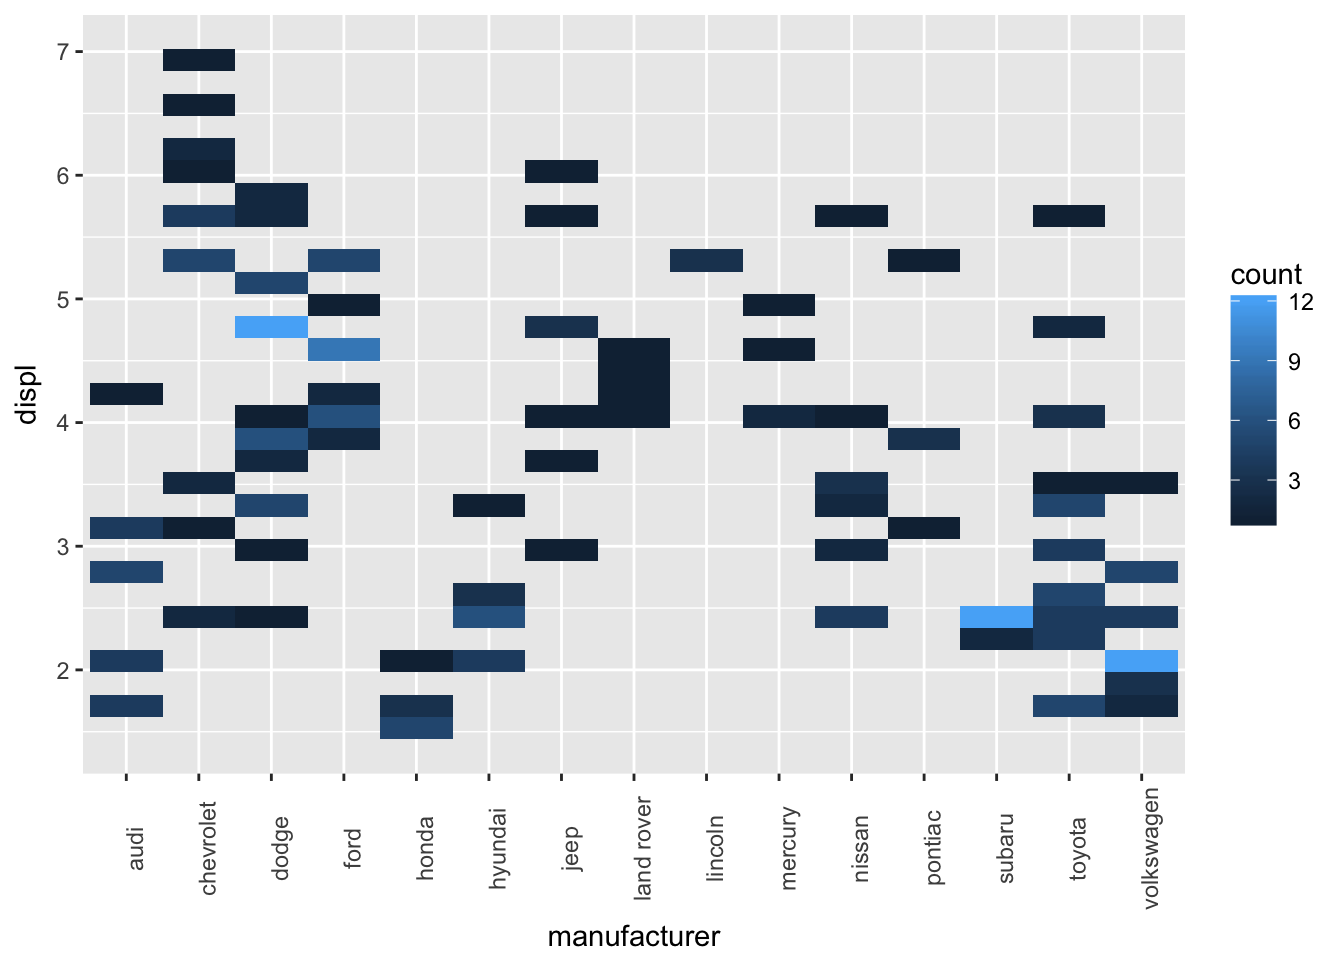 7
6
5
4
3
2
displ
audi
chevrolet
dodge
ford
honda
hyundai
jeep
land rover
lincoln
mercury
nissan
pontiac
subaru
toyota
volkswagen
manufacturer
count
12
9
6
3